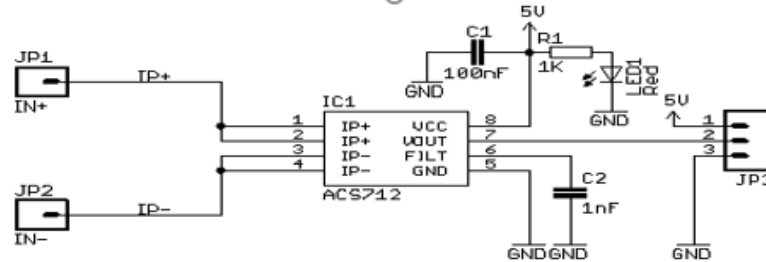 5V
C1
100nF
GND
R1
1K
LED1
Red
GND
JP1
IN+
IP+
IC1
1 IP+ VCC 8
2 IP+ VOUT 7
3 IP- FILT 6
4 IP- GND 5
ACS712
JP2
IN-
IP-
C2
1nF
GND
GND
5V
1
2
3
GND